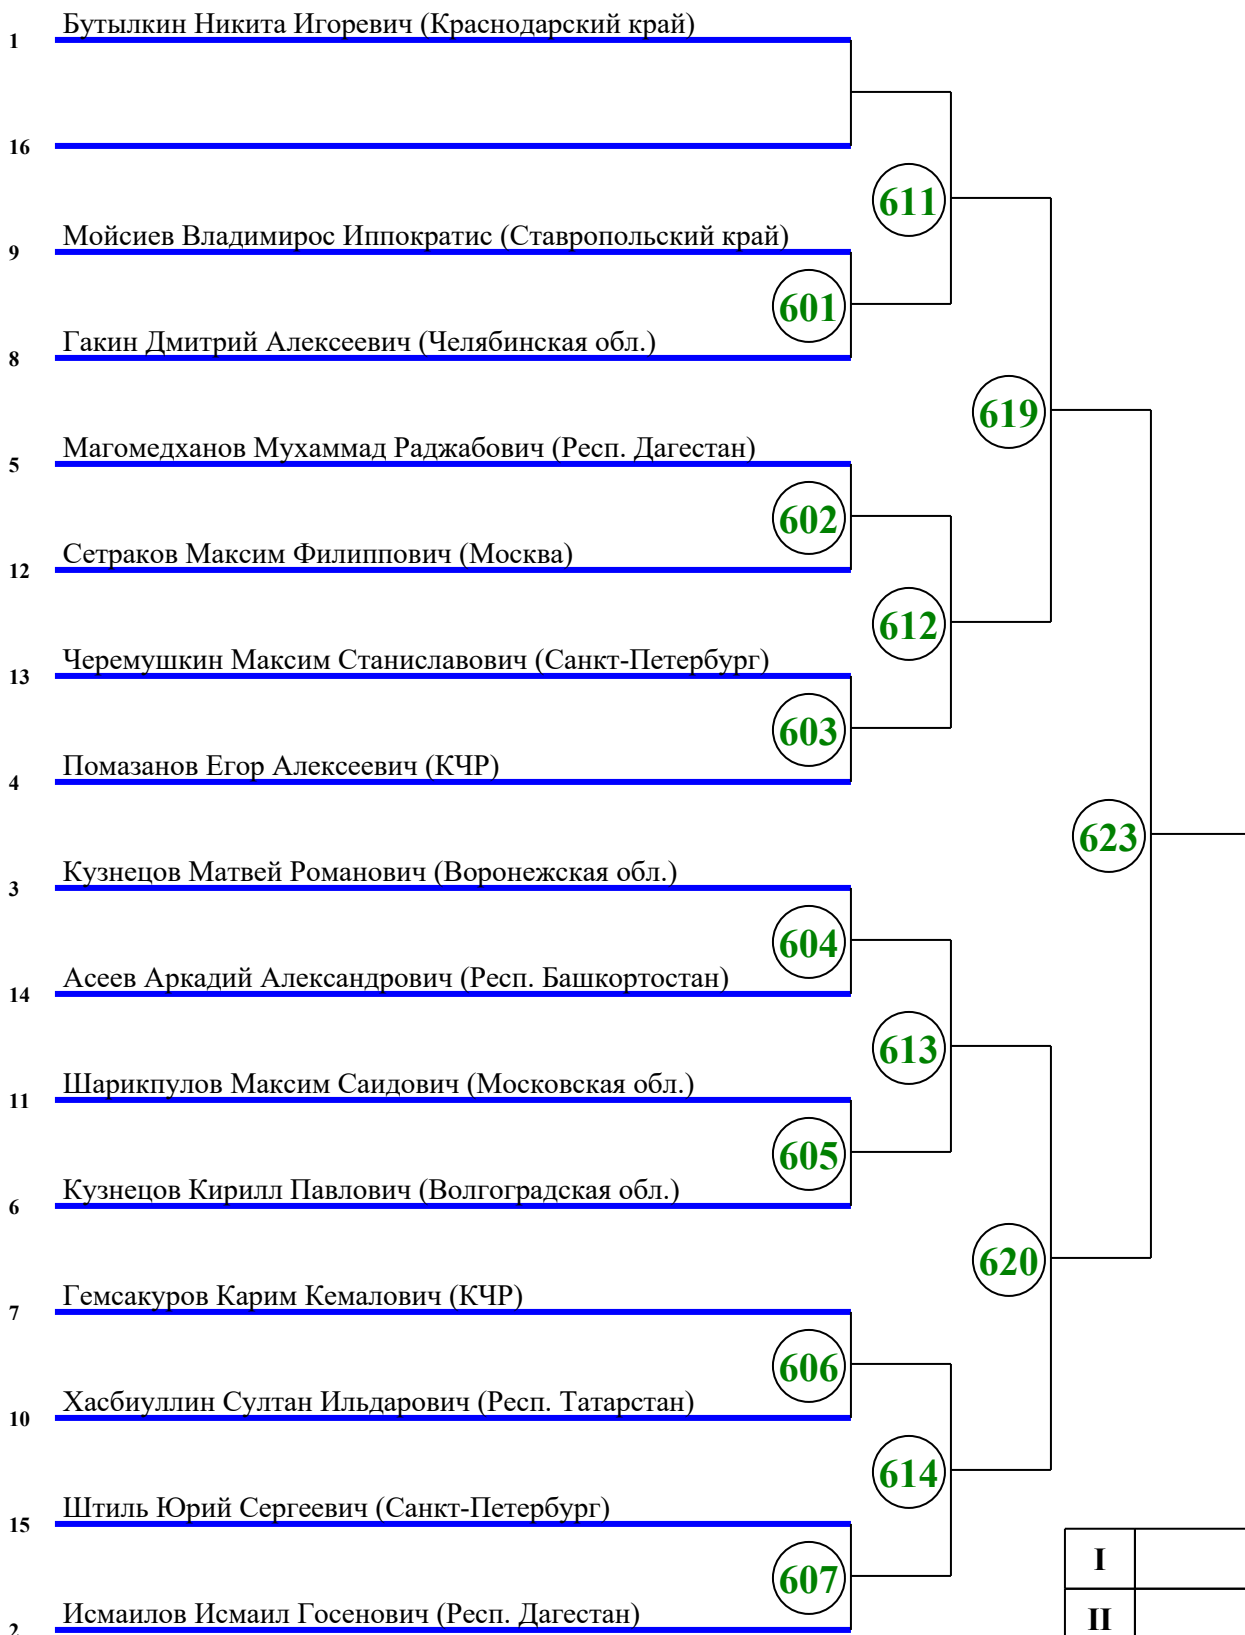 Бутылкин Никита Игоревич (Краснодарский край)
1
16
611
Мойсиев Владимирос Иппократис (Ставропольский край)
9
601
Гакин Дмитрий Алексеевич (Челябинская обл.)
8
619
Магомедханов Мухаммад Раджабович (Респ. Дагестан)
5
602
Сетраков Максим Филиппович (Москва)
12
612
Черемушкин Максим Станиславович (Санкт-Петербург)
13
603
Помазанов Егор Алексеевич (КЧР)
4
623
Кузнецов Матвей Романович (Воронежская обл.)
3
604
Асеев Аркадий Александрович (Респ. Башкортостан)
14
613
Шарикпулов Максим Саидович (Московская обл.)
11
605
Кузнецов Кирилл Павлович (Волгоградская обл.)
6
620
Гемсакуров Карим Кемалович (КЧР)
7
606
Хасбиуллин Султан Ильдарович (Респ. Татарстан)
10
614
Штиль Юрий Сергеевич (Санкт-Петербург)
15
I
607
Исмаилов Исмаил Госенович (Респ. Дагестан)
II
2